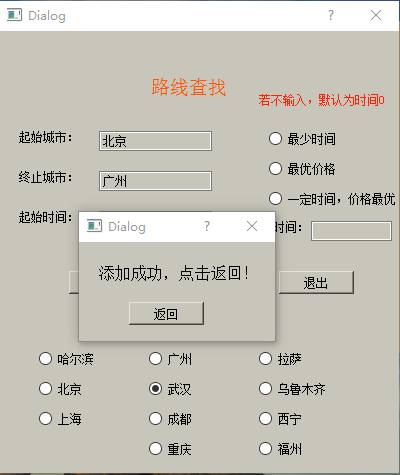 Dialog
路线查找
若不输入，默认为时间0
起始城市： 北京 最少时间
最优价格
终止城市： 广州
一定时间，价格最优
起始时间：
时间：
Dialog
添加成功，点击返回！
返回
退出
哈尔滨 广州 拉萨
北京 武汉 乌鲁木齐
上海 成都 西宁
重庆 福州